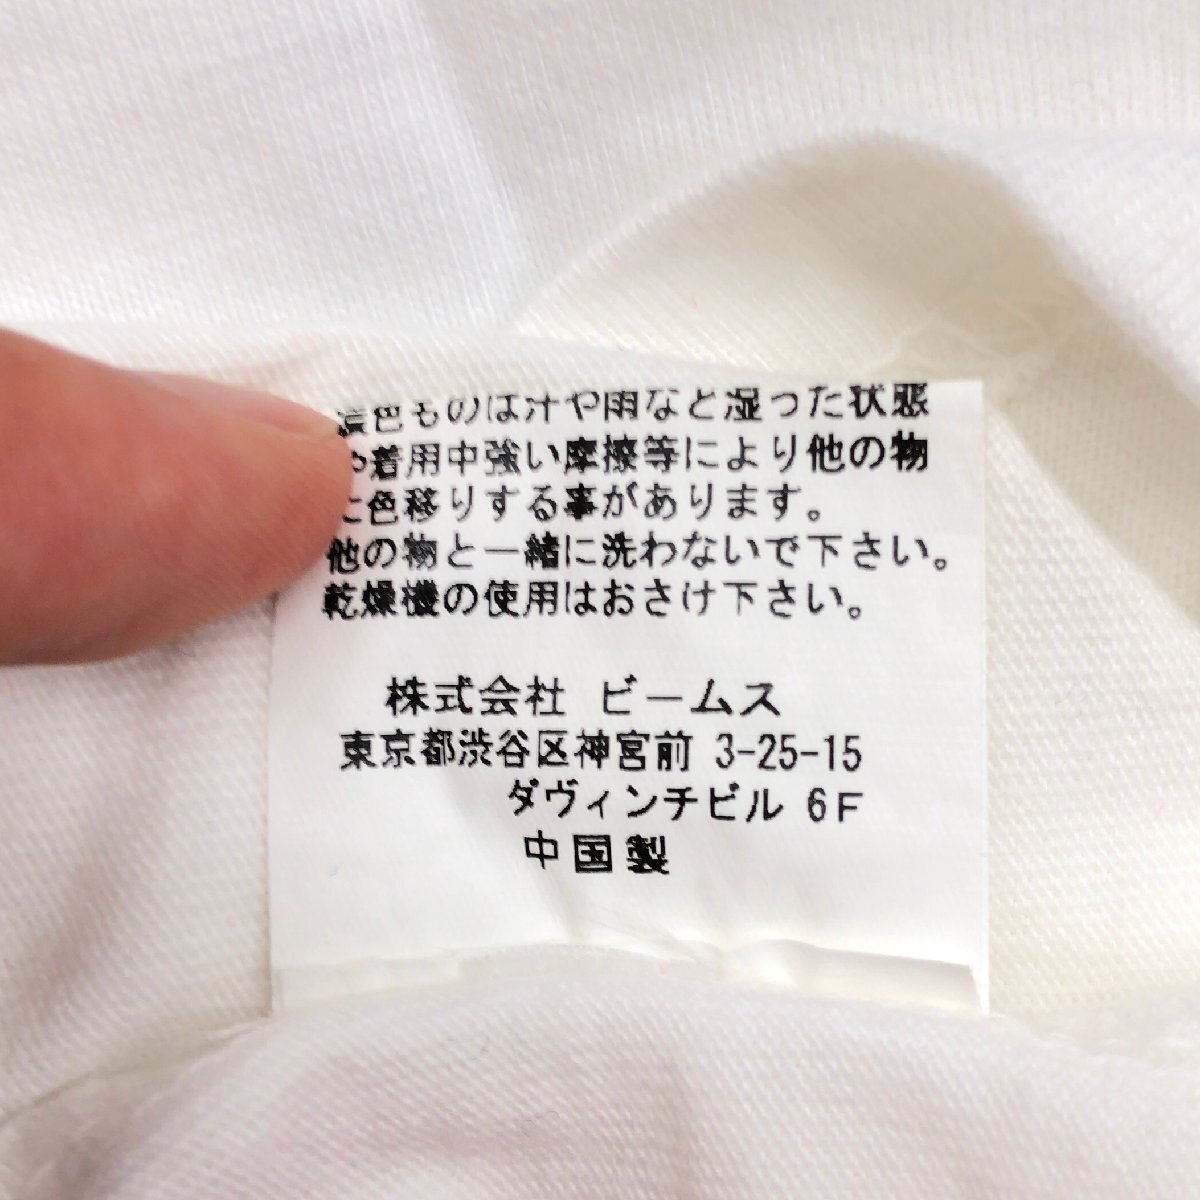 濃色ものは汗や雨など湿った状態
や着用中強い摩擦等により他の物
に色移りする事があります。
他の物と一緒に洗わないで下さい。
乾燥機の使用はおさけ下さい。
株式会社 ビームス
東京都渋谷区神宮前 3-25-15
ダヴィンチビル 6F
中国製